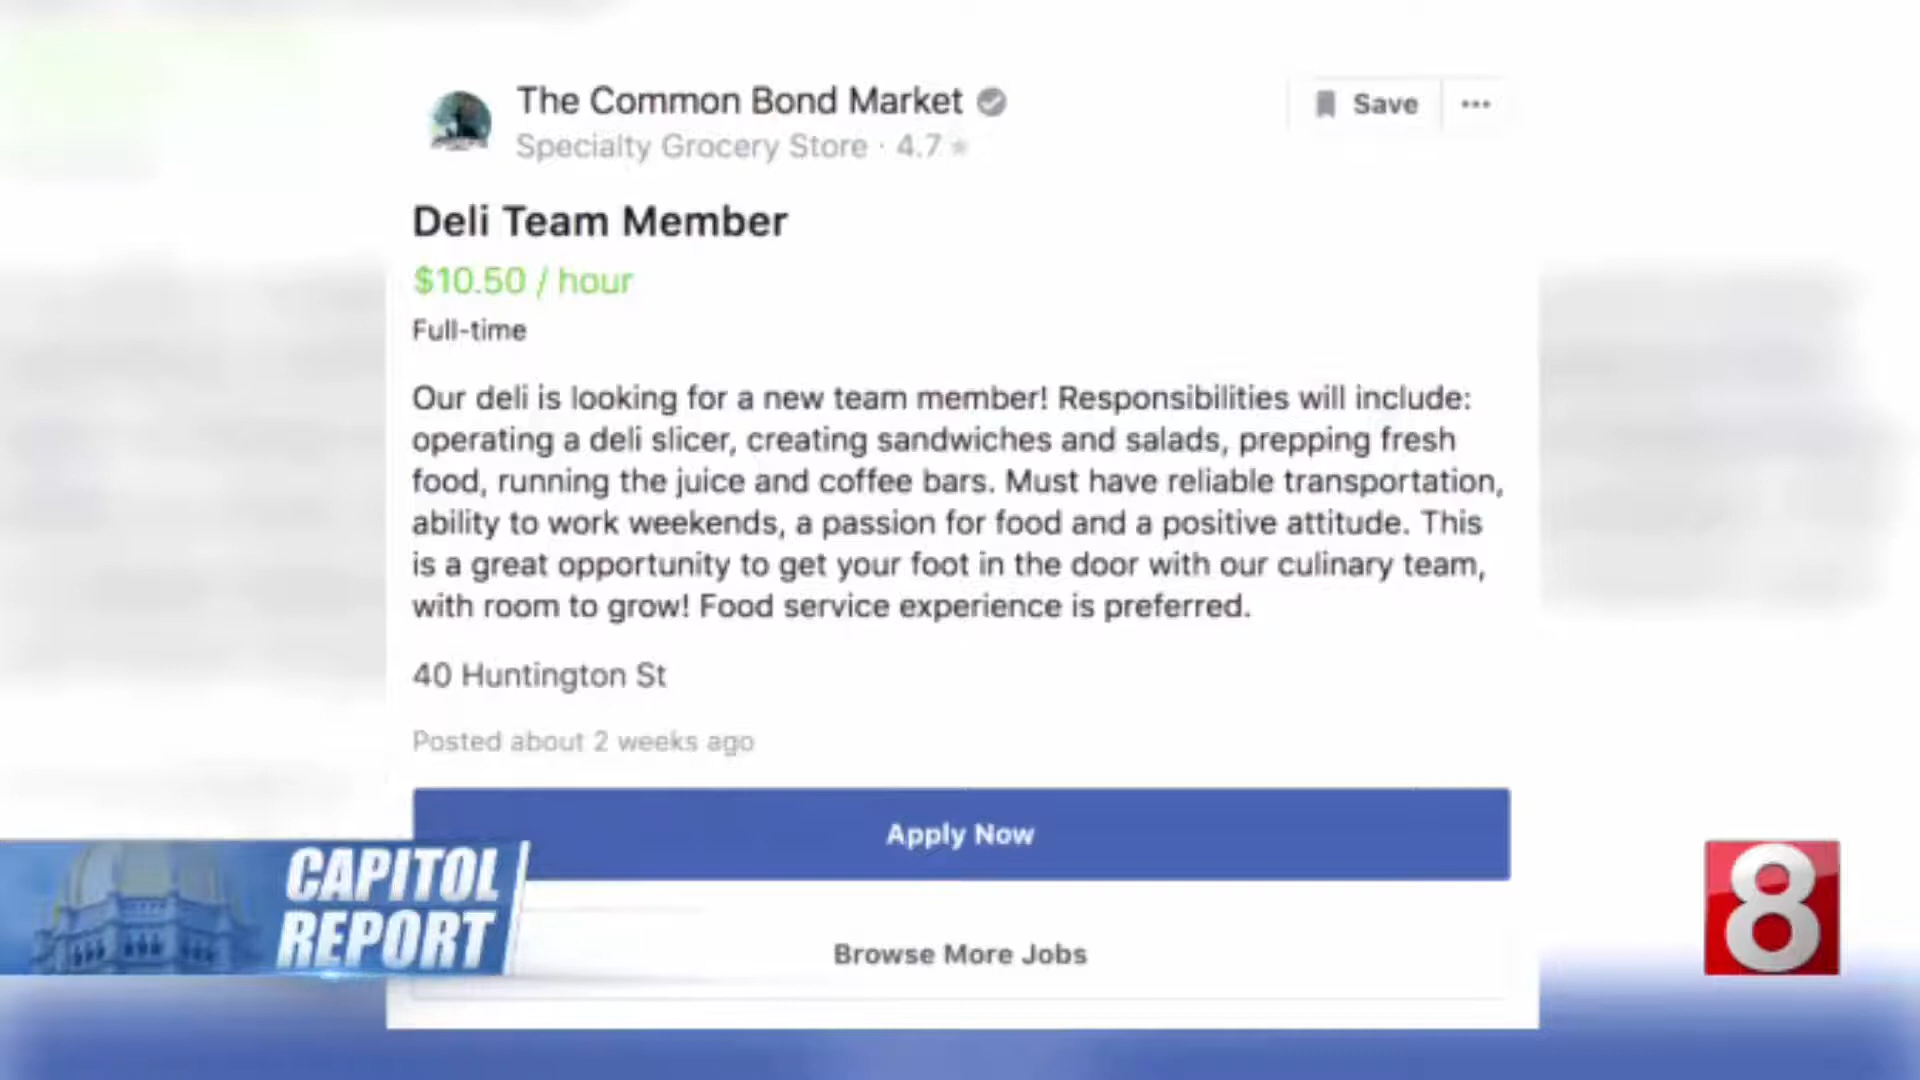 The Common Bond Market
Save
Specialty Grocery Store · 4.7
Deli Team Member
$10.50 / hour
Full-time
Our deli is looking for a new team member! Responsibilities will include:
operating a deli slicer, creating sandwiches and salads, prepping fresh
food, running the juice and coffee bars. Must have reliable transportation,
ability to work weekends, a passion for food and a positive attitude. This
is a great opportunity to get your foot in the door with our culinary team,
with room to grow! Food service experience is preferred.
40 Huntington St
Posted about 2 weeks ago
Apply Now
CAPITOL
REPORT
8
Browse More Jobs